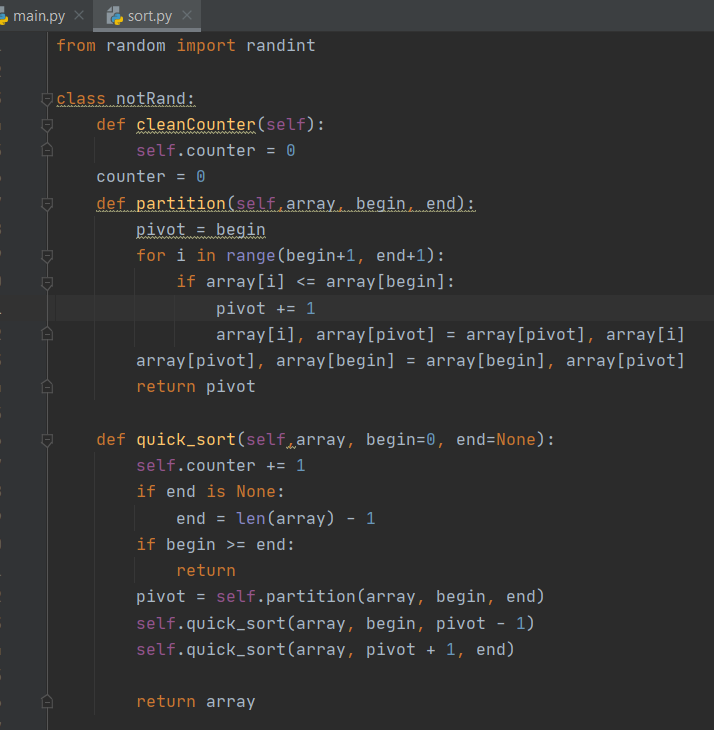 main.py sort.py
from random import randint
class notRand:
    def cleanCounter(self):
        self.counter = 0
    counter = 0
    def partition(self,array, begin, end):
        pivot = begin
        for i in range(begin+1, end+1):
            if array[i] <= array[begin]:
                pivot += 1
                array[i], array[pivot] = array[pivot], array[i]
        array[pivot], array[begin] = array[begin], array[pivot]
        return pivot
    def quick_sort(self,array, begin=0, end=None):
        self.counter += 1
        if end is None:
            end = len(array) - 1
        if begin >= end:
            return
        pivot = self.partition(array, begin, end)
        self.quick_sort(array, begin, pivot - 1)
        self.quick_sort(array, pivot + 1, end)
        return array